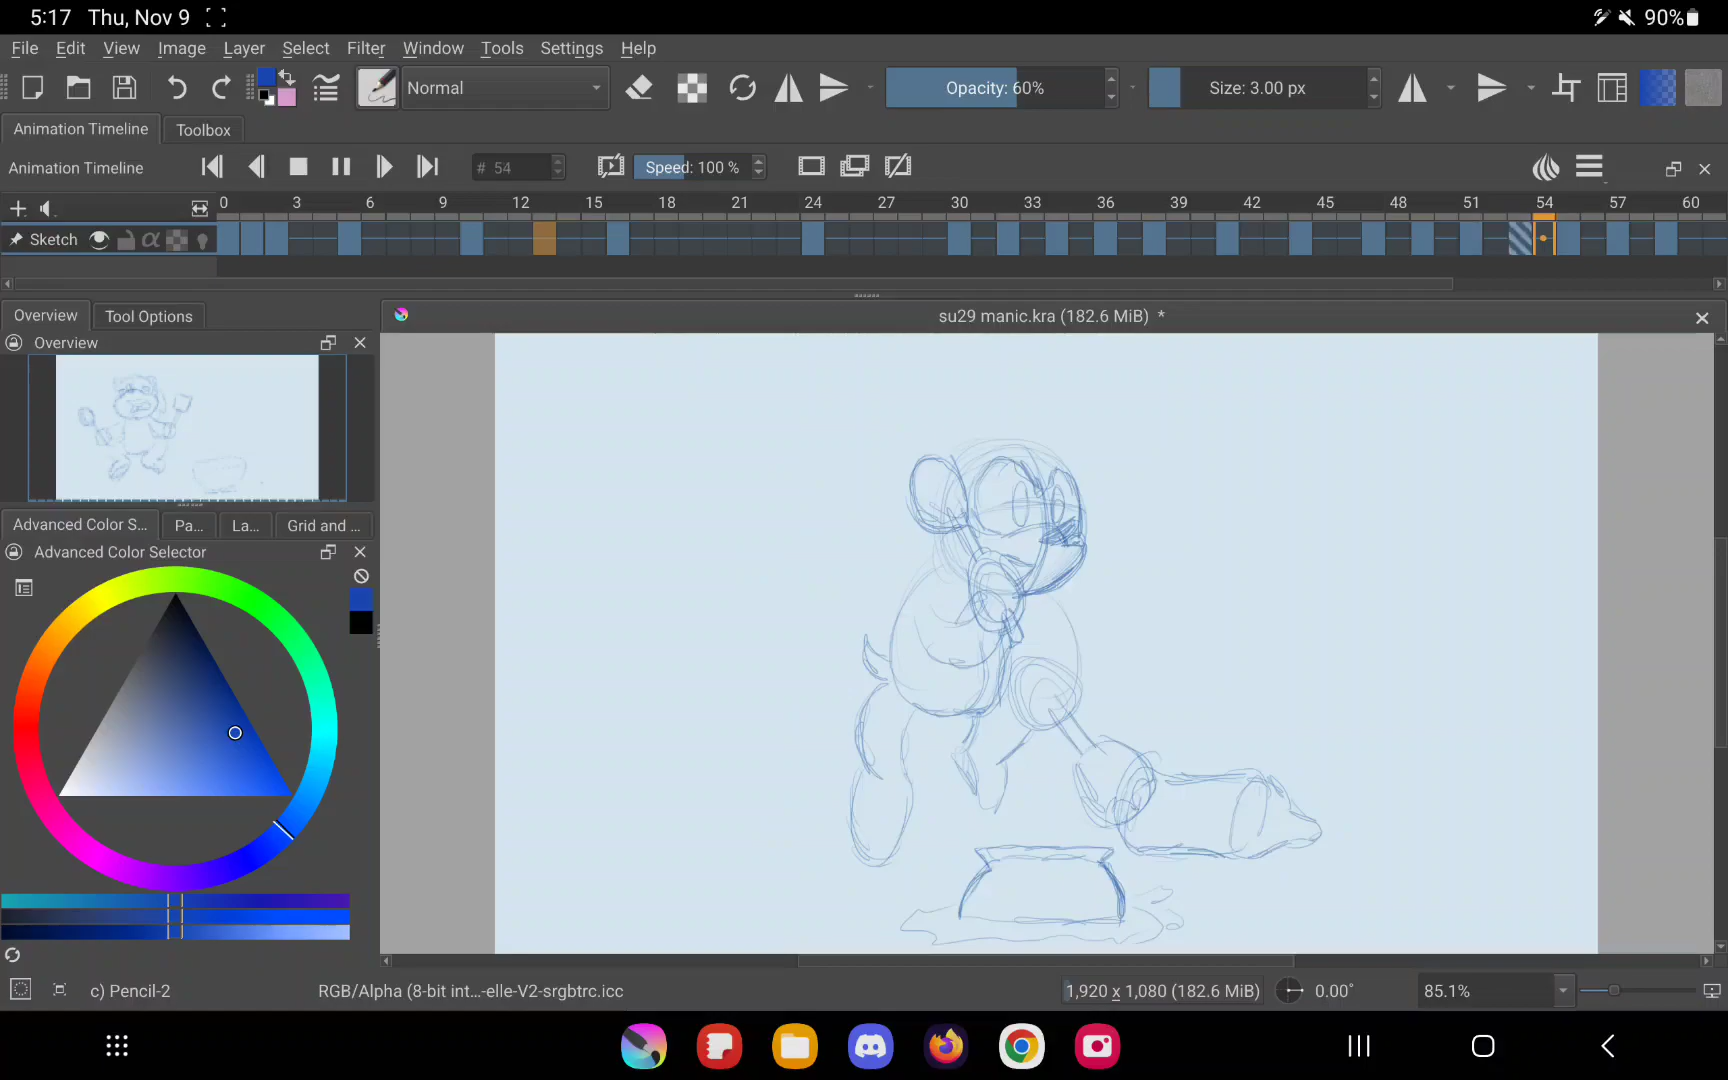 5:17 Thu, Nov 9 90%
File Edit View Image Layer Select Filter Window Tools Settings Help
Normal Opacity: 60% Size: 3.00 px
Animation Timeline Toolbox
Animation Timeline # 54 Speed: 100 %
0 3 6 9 12 15 18 21 24 27 30 33 36 39 42 45 48 51 54 57 60
Sketch α
Overview Tool Options su29 manic.kra (182.6 MiB) *
Overview
Advanced Color S... Pa... La... Grid and ...
Advanced Color Selector
c) Pencil-2 RGB/Alpha (8-bit int...-elle-V2-srgbtrc.icc 1,920 x 1,080 (182.6 MiB) 0.00° 85.1%